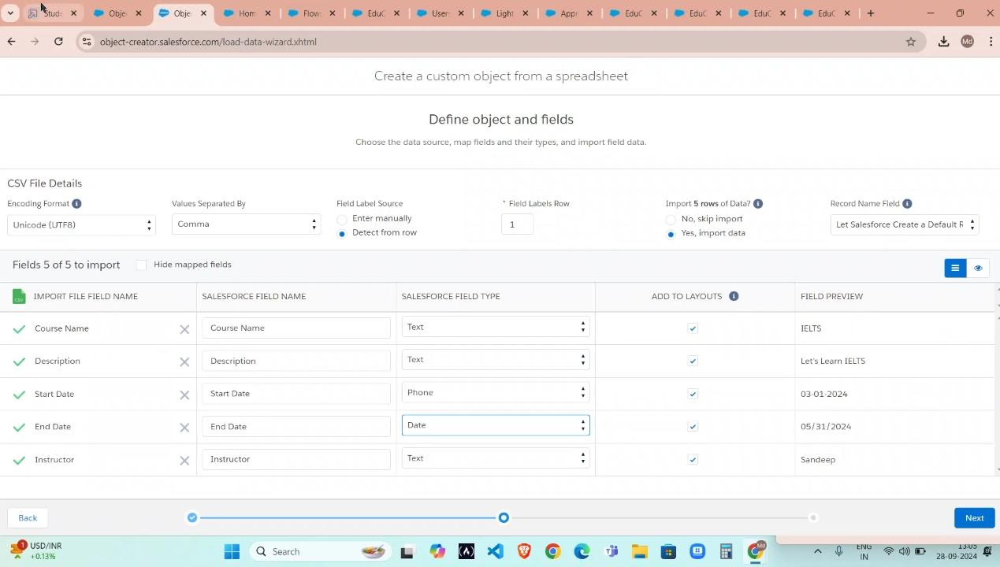 Stude
Obje
Obje
Hom
Flow
EduC
User
Light
Appr
EduC
EduC
EduC
EduC
object-creator.salesforce.com/load-data-wizard.xhtml
Md
Create a custom object from a spreadsheet
Define object and fields
Choose the data source, map fields and their types, and import field data.
CSV File Details
Encoding Format
Values Separated By
Field Label Source
* Field Labels Row
Import 5 rows of Data?
Record Name Field
Unicode (UTF8)
Comma
Enter manually
Detect from row
1
No, skip import
Yes, import data
Let Salesforce Create a Default R
Fields 5 of 5 to import
Hide mapped fields
CSV IMPORT FILE FIELD NAME SALESFORCE FIELD NAME SALESFORCE FIELD TYPE ADD TO LAYOUTS FIELD PREVIEW
Course Name Course Name Text IELTS
Description Description Text Let's Learn IELTS
Start Date Start Date Phone 03-01-2024
End Date End Date Date 05/31/2024
Instructor Instructor Text Sandeep
Back
Next
1
USD/INR
+0.13%
Search
Md
ENG
IN
13:05
28-09-2024